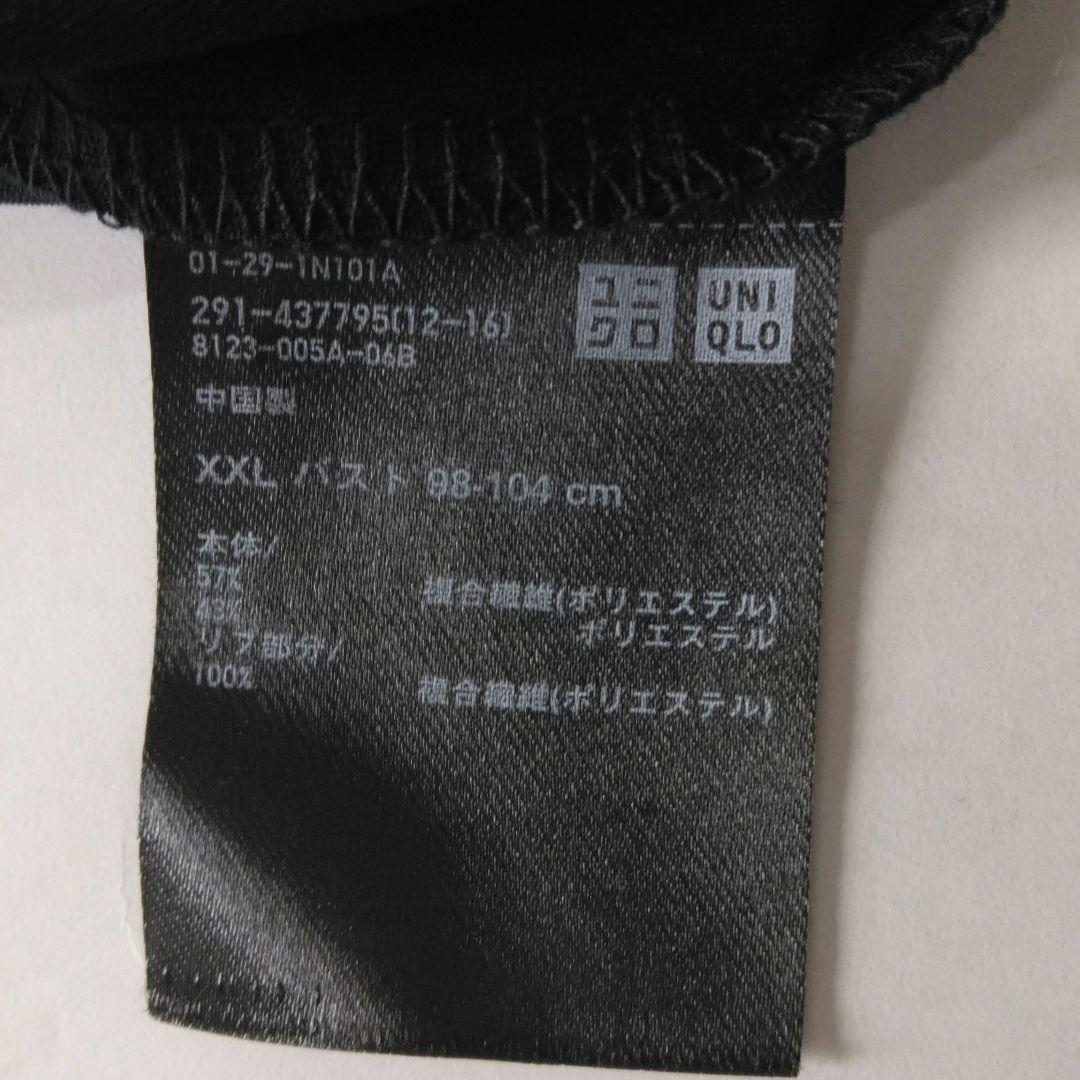 01-29-1N101A
291-437795(12-16)
8123-005A-06B
ユニ
クロ
UNI
QLO
中国製
XXL バスト 98-104 cm
本体/
57% 複合繊維(ポリエステル)
43% ポリエステル
リブ部分/
100% 複合繊維(ポリエステル)